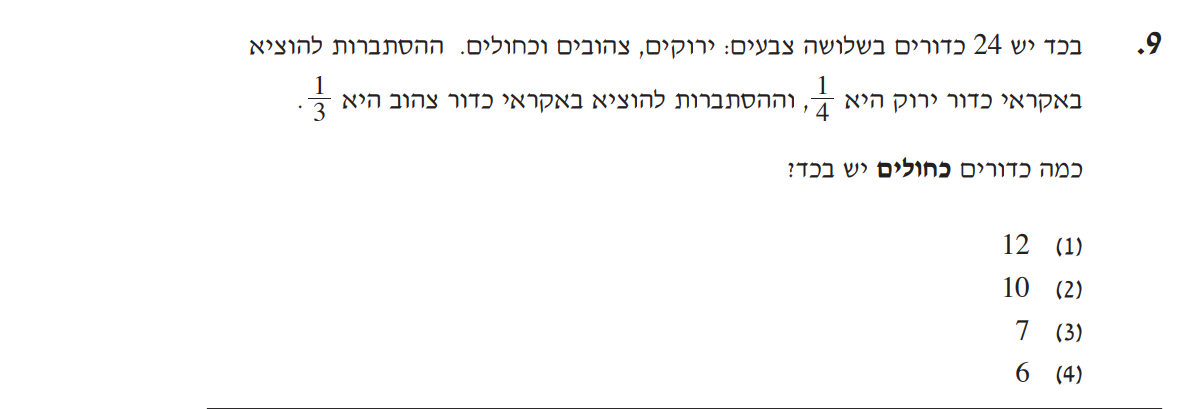 9. בכד יש 24 כדורים בשלושה צבעים: ירוקים, צהובים וכחולים. ההסתברות להוציא
באקראי כדור ירוק היא 1/4, וההסתברות להוציא באקראי כדור צהוב היא 1/3.
כמה כדורים כחולים יש בכד?
(1) 12
(2) 10
(3) 7
(4) 6